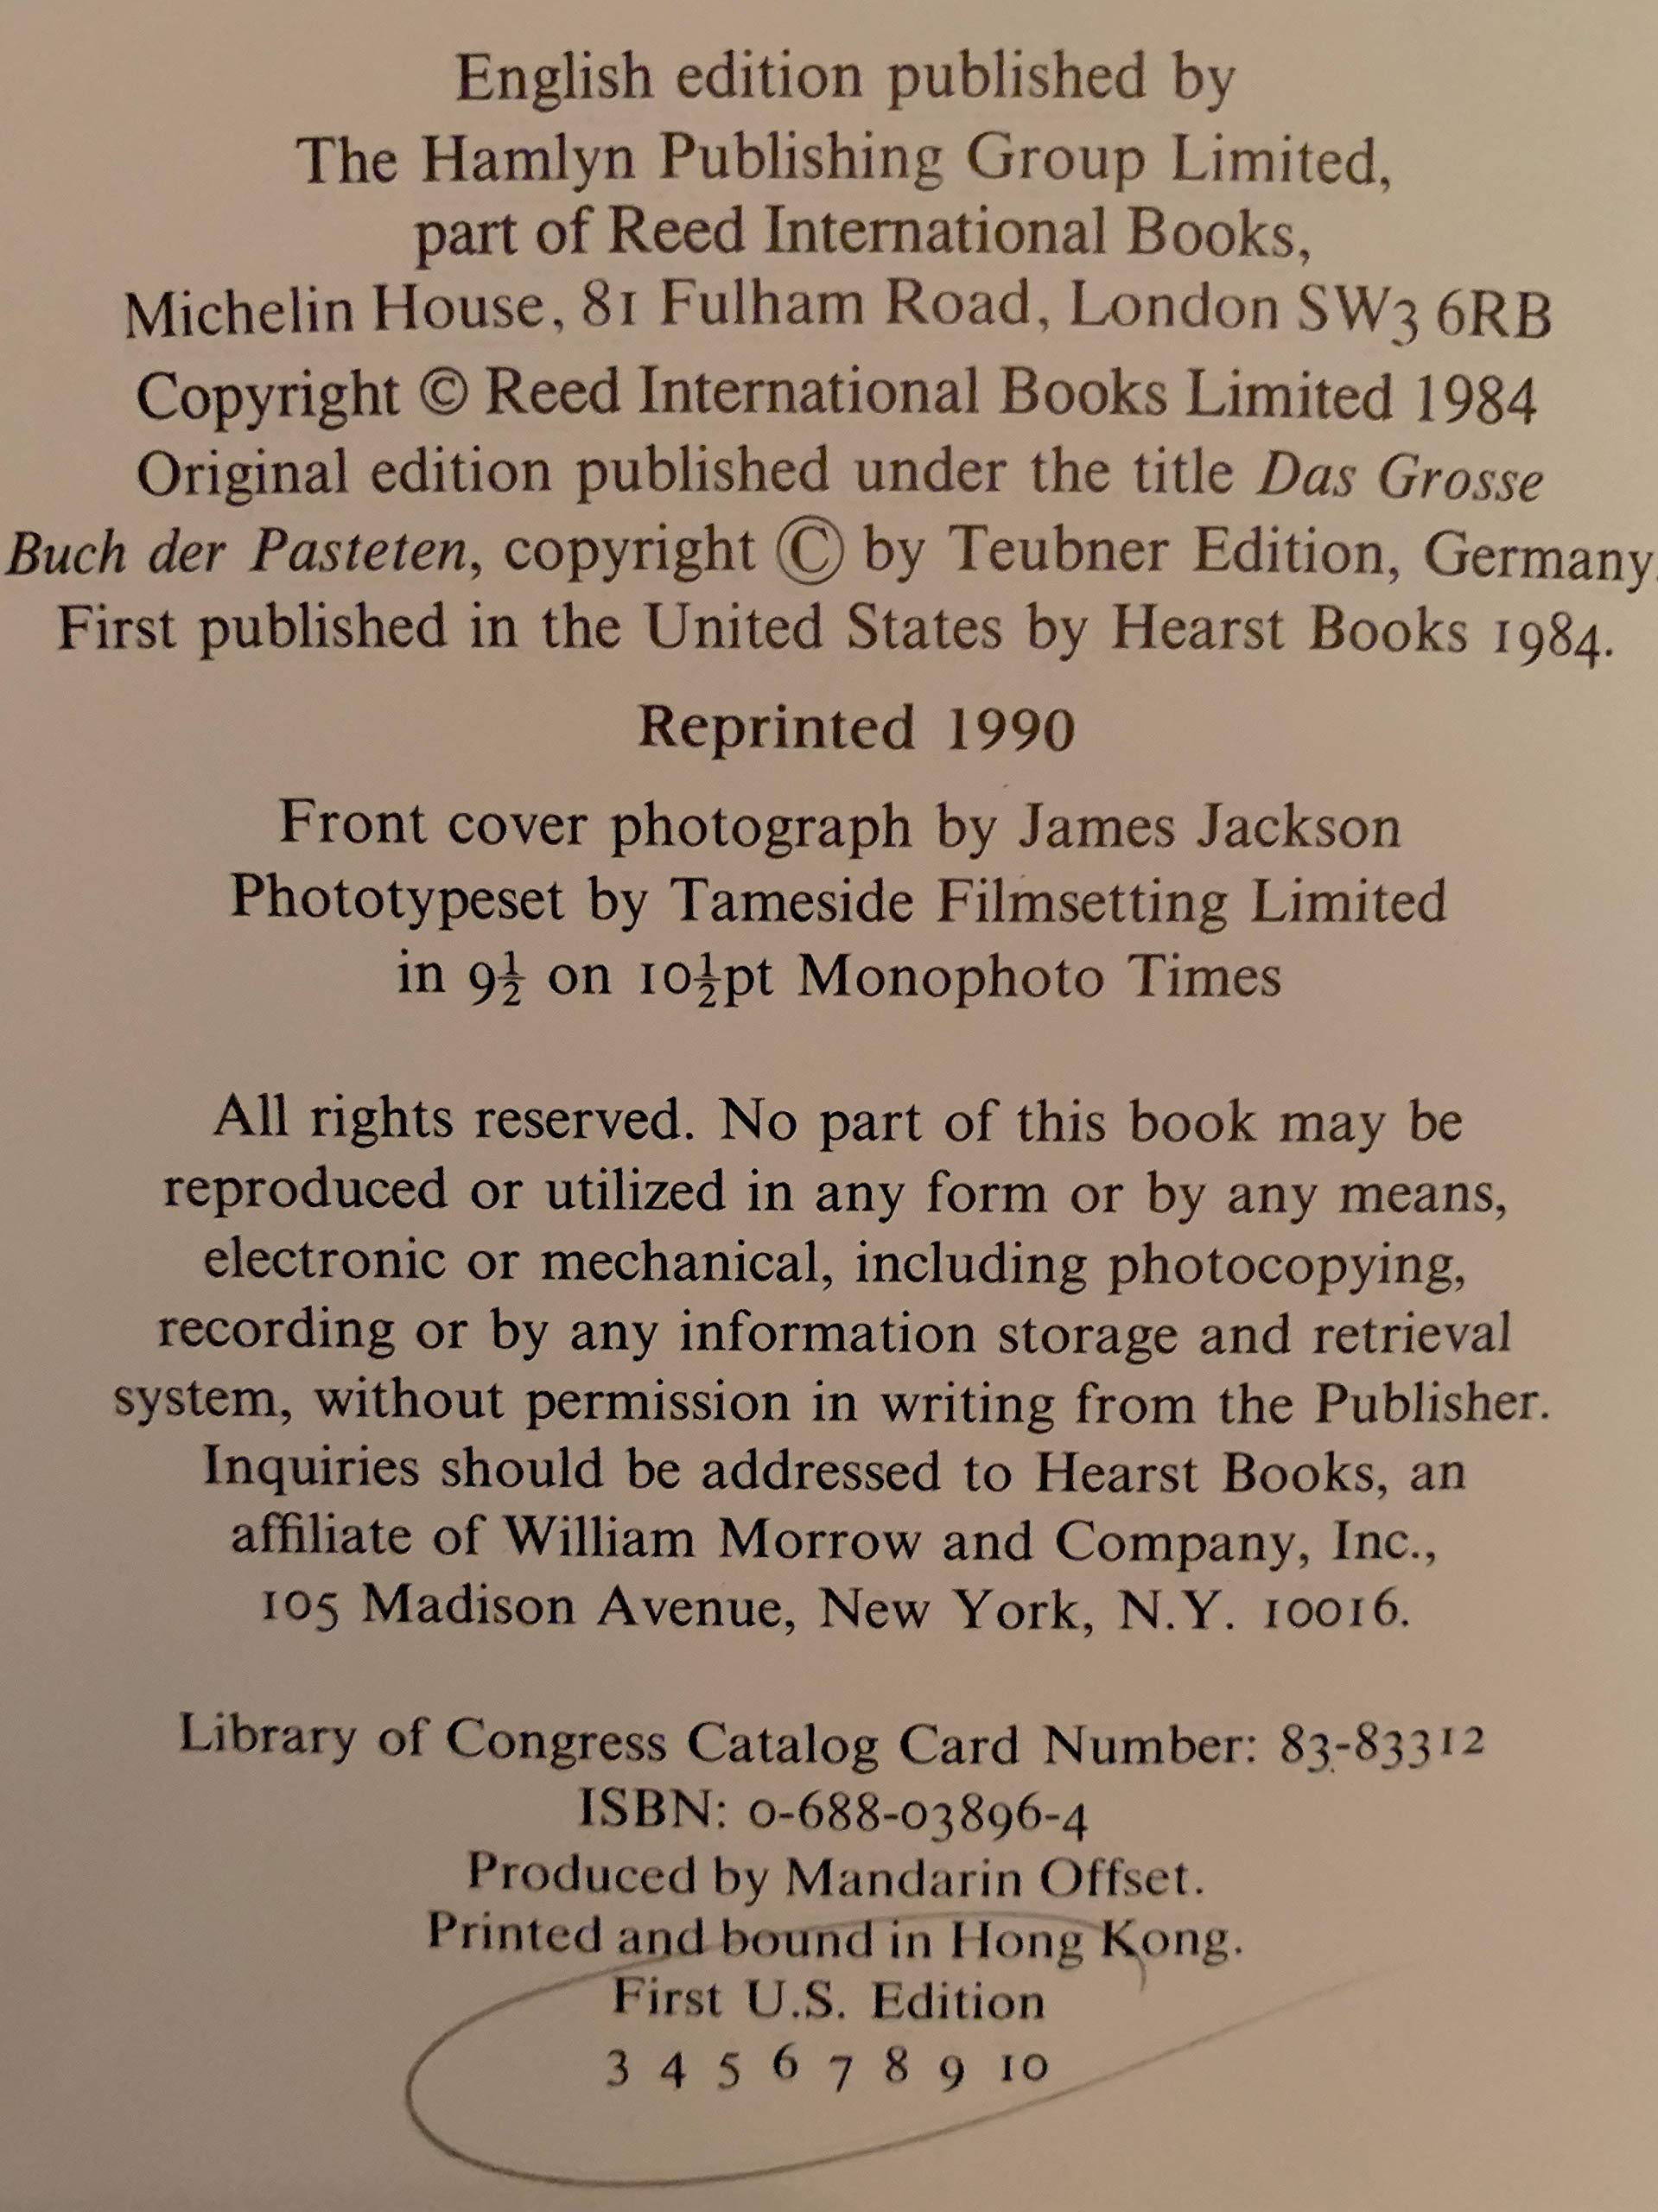 English edition published by
The Hamlyn Publishing Group Limited,
part of Reed International Books,
Michelin House, 81 Fulham Road, London SW3 6RB
Copyright © Reed International Books Limited 1984
Original edition published under the title Das Grosse
Buch der Pasteten, copyright © by Teubner Edition, Germany.
First published in the United States by Hearst Books 1984.
Reprinted 1990
Front cover photograph by James Jackson
Phototypeset by Tameside Filmsetting Limited
in 9½ on 10½pt Monophoto Times
All rights reserved. No part of this book may be
reproduced or utilized in any form or by any means,
electronic or mechanical, including photocopying,
recording or by any information storage and retrieval
system, without permission in writing from the Publisher.
Inquiries should be addressed to Hearst Books, an
affiliate of William Morrow and Company, Inc.,
105 Madison Avenue, New York, N.Y. 10016.
Library of Congress Catalog Card Number: 83-83312
ISBN: 0-688-03896-4
Produced by Mandarin Offset.
Printed and bound in Hong Kong.
First U.S. Edition
3 4 5 6 7 8 9 10